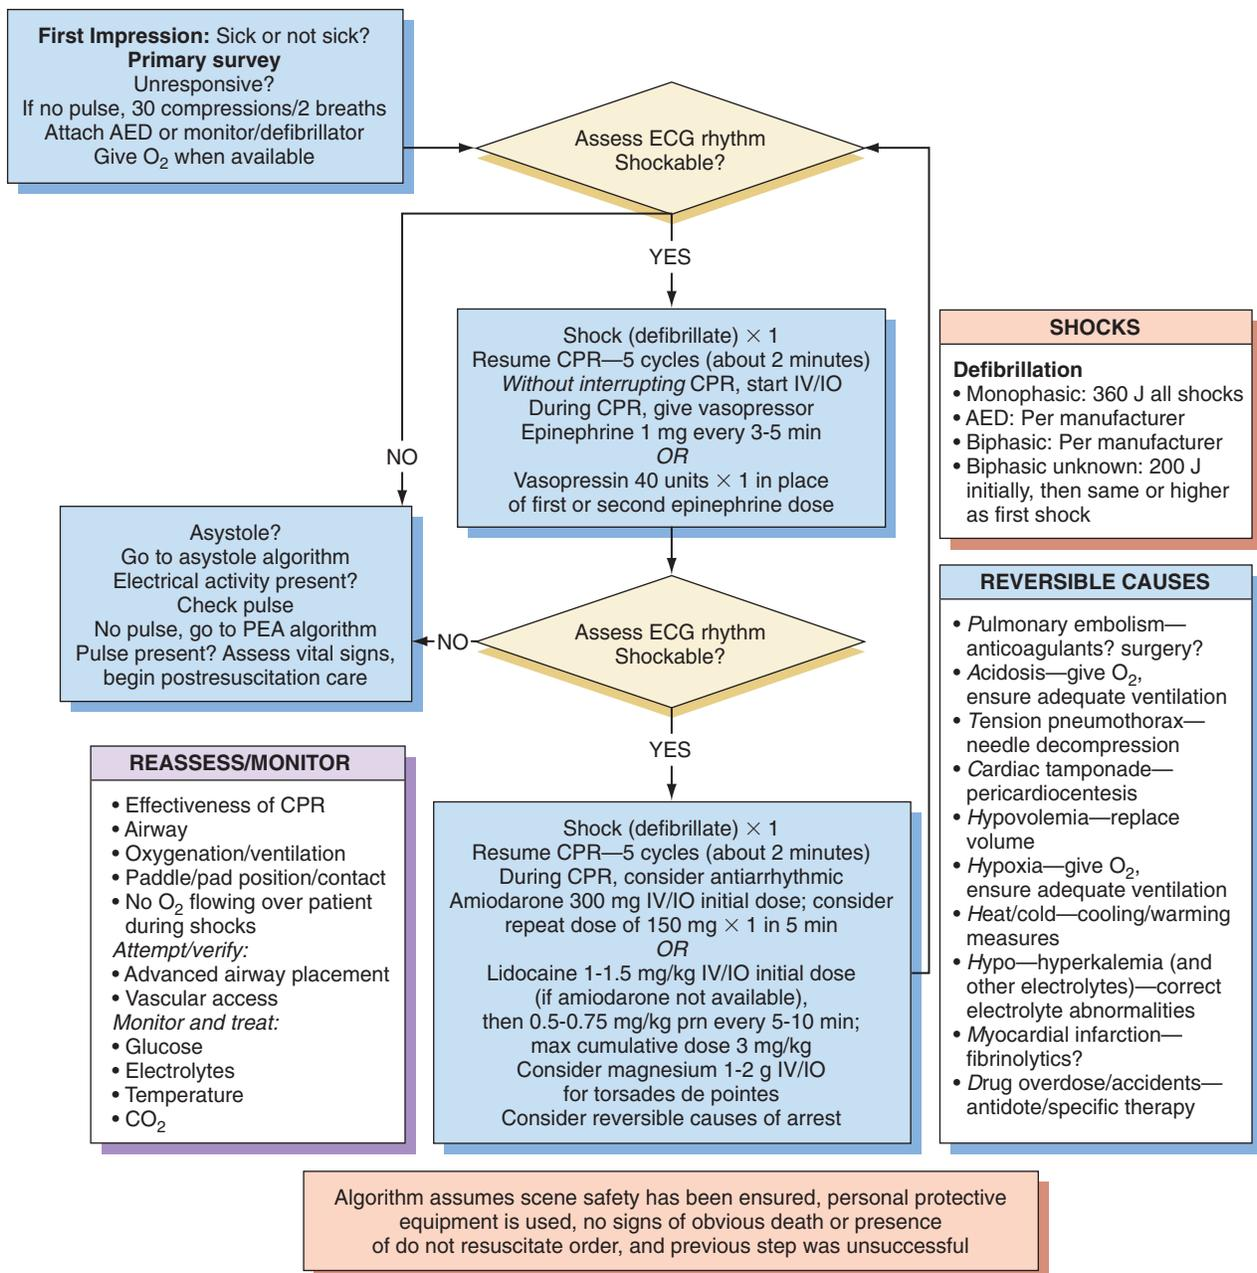 First Impression: Sick or not sick?
Primary survey
Unresponsive?
If no pulse, 30 compressions/2 breaths
Attach AED or monitor/defibrillator
Give O2 when available
Assess ECG rhythm
Shockable?
YES
NO
Shock (defibrillate) × 1
Resume CPR—5 cycles (about 2 minutes)
Without interrupting CPR, start IV/IO
During CPR, give vasopressor
Epinephrine 1 mg every 3-5 min
OR
Vasopressin 40 units × 1 in place
of first or second epinephrine dose
Asystole?
Go to asystole algorithm
Electrical activity present?
Check pulse
No pulse, go to PEA algorithm
Pulse present? Assess vital signs,
begin postresuscitation care
NO
Assess ECG rhythm
Shockable?
YES
Shock (defibrillate) × 1
Resume CPR—5 cycles (about 2 minutes)
During CPR, consider antiarrhythmic
Amiodarone 300 mg IV/IO initial dose; consider
repeat dose of 150 mg × 1 in 5 min
OR
Lidocaine 1-1.5 mg/kg IV/IO initial dose
(if amiodarone not available),
then 0.5-0.75 mg/kg prn every 5-10 min;
max cumulative dose 3 mg/kg
Consider magnesium 1-2 g IV/IO
for torsades de pointes
Consider reversible causes of arrest
SHOCKS
Defibrillation
• Monophasic: 360 J all shocks
• AED: Per manufacturer
• Biphasic: Per manufacturer
• Biphasic unknown: 200 J
initially, then same or higher
as first shock
REVERSIBLE CAUSES
• Pulmonary embolism—
anticoagulants? surgery?
• Acidosis—give O2,
ensure adequate ventilation
• Tension pneumothorax—
needle decompression
• Cardiac tamponade—
pericardiocentesis
• Hypovolemia—replace
volume
• Hypoxia—give O2,
ensure adequate ventilation
• Heat/cold—cooling/warming
measures
• Hypo—hyperkalemia (and
other electrolytes)—correct
electrolyte abnormalities
• Myocardial infarction—
fibrinolytics?
• Drug overdose/accidents—
antidote/specific therapy
REASSESS/MONITOR
• Effectiveness of CPR
• Airway
• Oxygenation/ventilation
• Paddle/pad position/contact
• No O2 flowing over patient
during shocks
Attempt/verify:
• Advanced airway placement
• Vascular access
Monitor and treat:
• Glucose
• Electrolytes
• Temperature
• CO2
Algorithm assumes scene safety has been ensured, personal protective
equipment is used, no signs of obvious death or presence
of do not resuscitate order, and previous step was unsuccessful